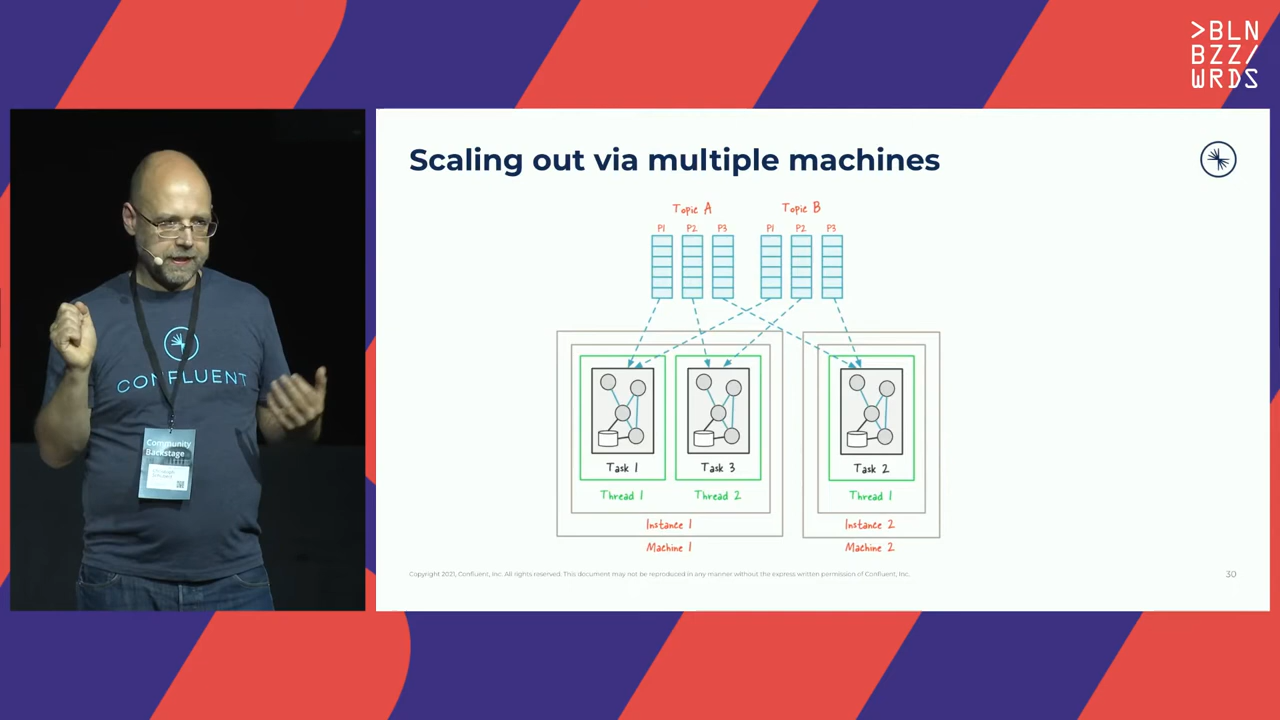 >BLN
BZZ/
WRDS
CONFLUENT
Community
Backstage
Scaling out via multiple machines
Topic A
Topic B
P1
P2
P3
P1
P2
P3
Task 1
Task 3
Task 2
Thread 1
Thread 2
Thread 1
Instance 1
Instance 2
Machine 1
Machine 2
Copyright 2021, Confluent, Inc. All rights reserved. This document may not be reproduced in any manner without the express written permission of Confluent, Inc.
30